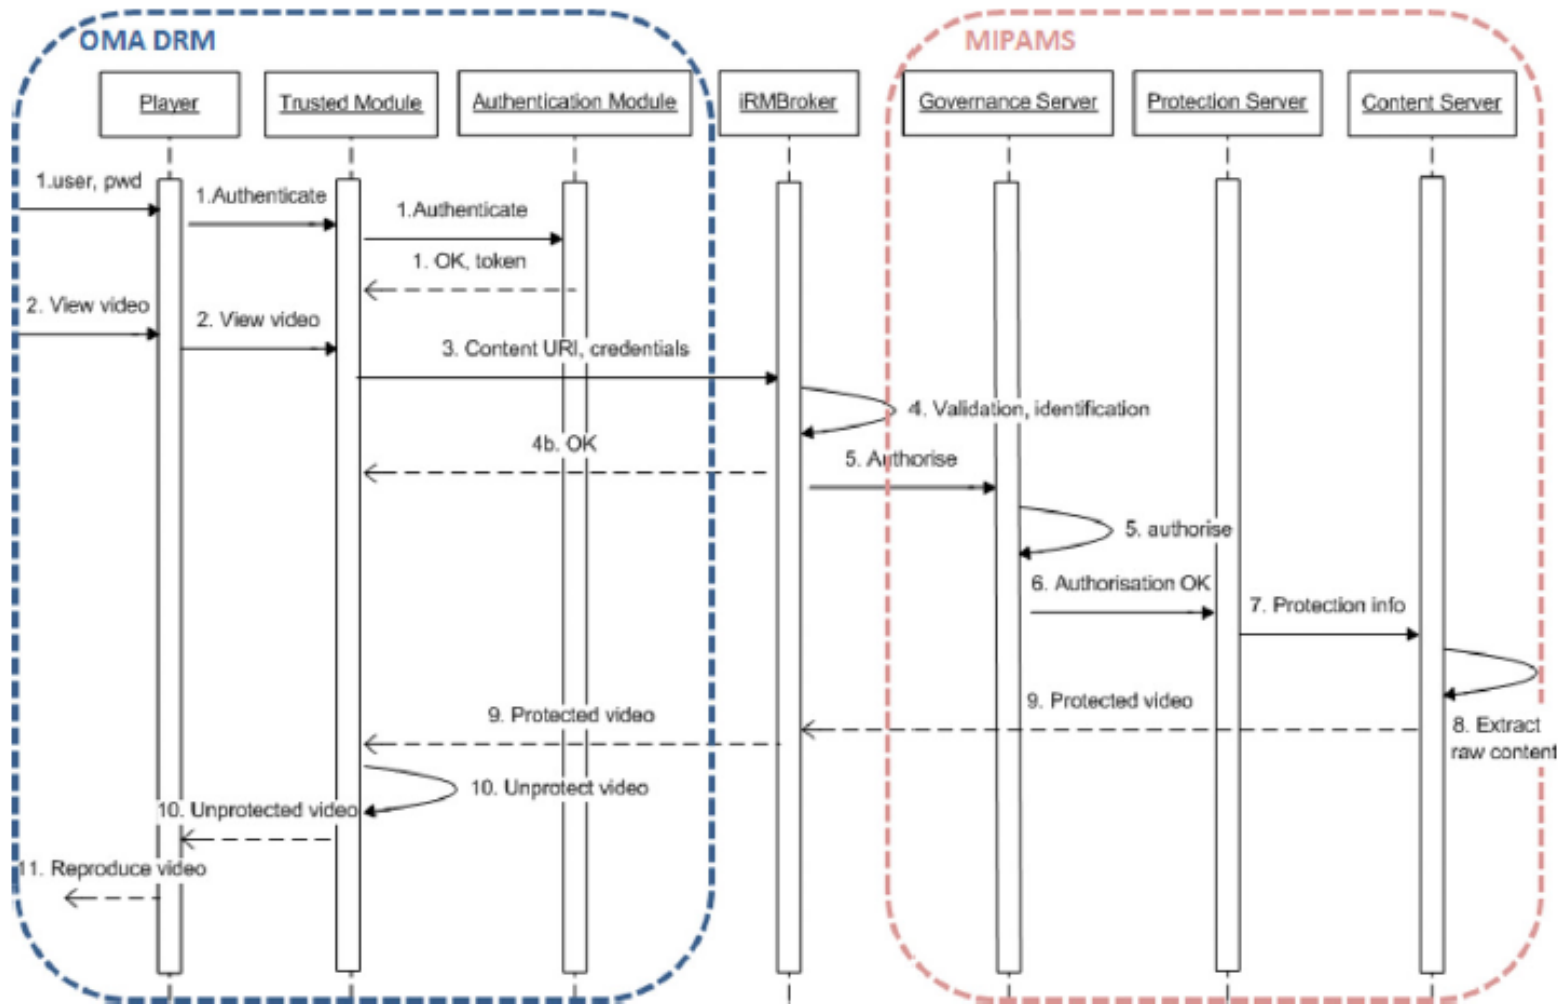 OMA DRM
MIPAMS
Player
Trusted Module
Authentication Module
iRMBroker
Governance Server
Protection Server
Content Server
1.user, pwd
1.Authenticate
1.Authenticate
1. OK, token
2. View video
2. View video
3. Content URI, credentials
4. Validation, identification
4b. OK
5. Authorise
5. authorise
6. Authorisation OK
7. Protection info
9. Protected video
9. Protected video
8. Extract
raw content
10. Unprotect video
10. Unprotected video
11. Reproduce video